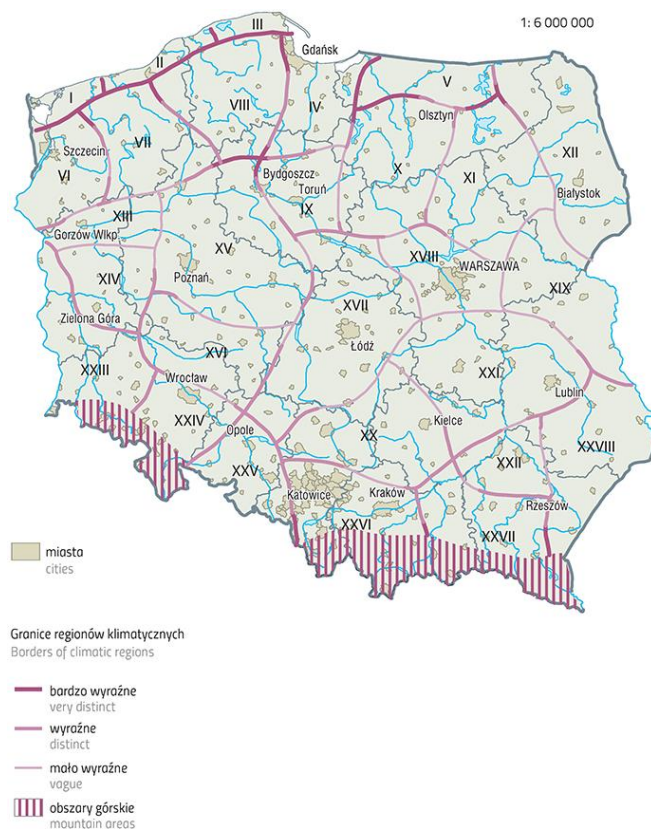 1: 6 000 000
III
Gdańsk
II
I
V
VIII
IV
Olsztyn
VII
Szczecin
XII
VI
Bydgoszcz
X
XI
Toruń
Białystok
IX
XIII
Gorzów Wlkp.
XV
XVIII
WARSZAWA
XIV
Poznań
XIX
XVII
Zielona Góra
Łódź
XVI
XXIII
XXI
Wrocław
Lublin
XXIV
Kielce
Opole
XX
XXVIII
XXII
XXV
Katowice
Kraków
Rzeszów
XXVI
XXVII
miasta
cities
Granice regionów klimatycznych
Borders of climatic regions
bardzo wyraźne
very distinct
wyraźne
distinct
mało wyraźne
vague
obszary górskie
mountain areas